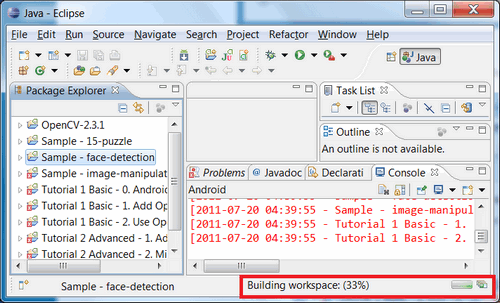 Java - Eclipse
File Edit Run Source Navigate Search Project Refactor Window Help
Java
Package Explorer
OpenCV-2.3.1
Sample - 15-puzzle
Sample - face-detection
Sample - image-manipulat
Tutorial 1 Basic - 0. Android
Tutorial 1 Basic - 1. Add Op
Tutorial 1 Basic - 2. Use Op
Tutorial 2 Advanced - 1. Ad
Tutorial 2 Advanced - 2. Mi
Task List
Outline
An outline is not available.
Problems Javadoc Declarati Console
Android
[2011-07-20 04:39:55 - Sample - image-manipul
[2011-07-20 04:39:55 - Tutorial 1 Basic - 1.
[2011-07-20 04:39:55 - Tutorial 1 Basic - 2.
Sample - face-detection
Building workspace: (33%)